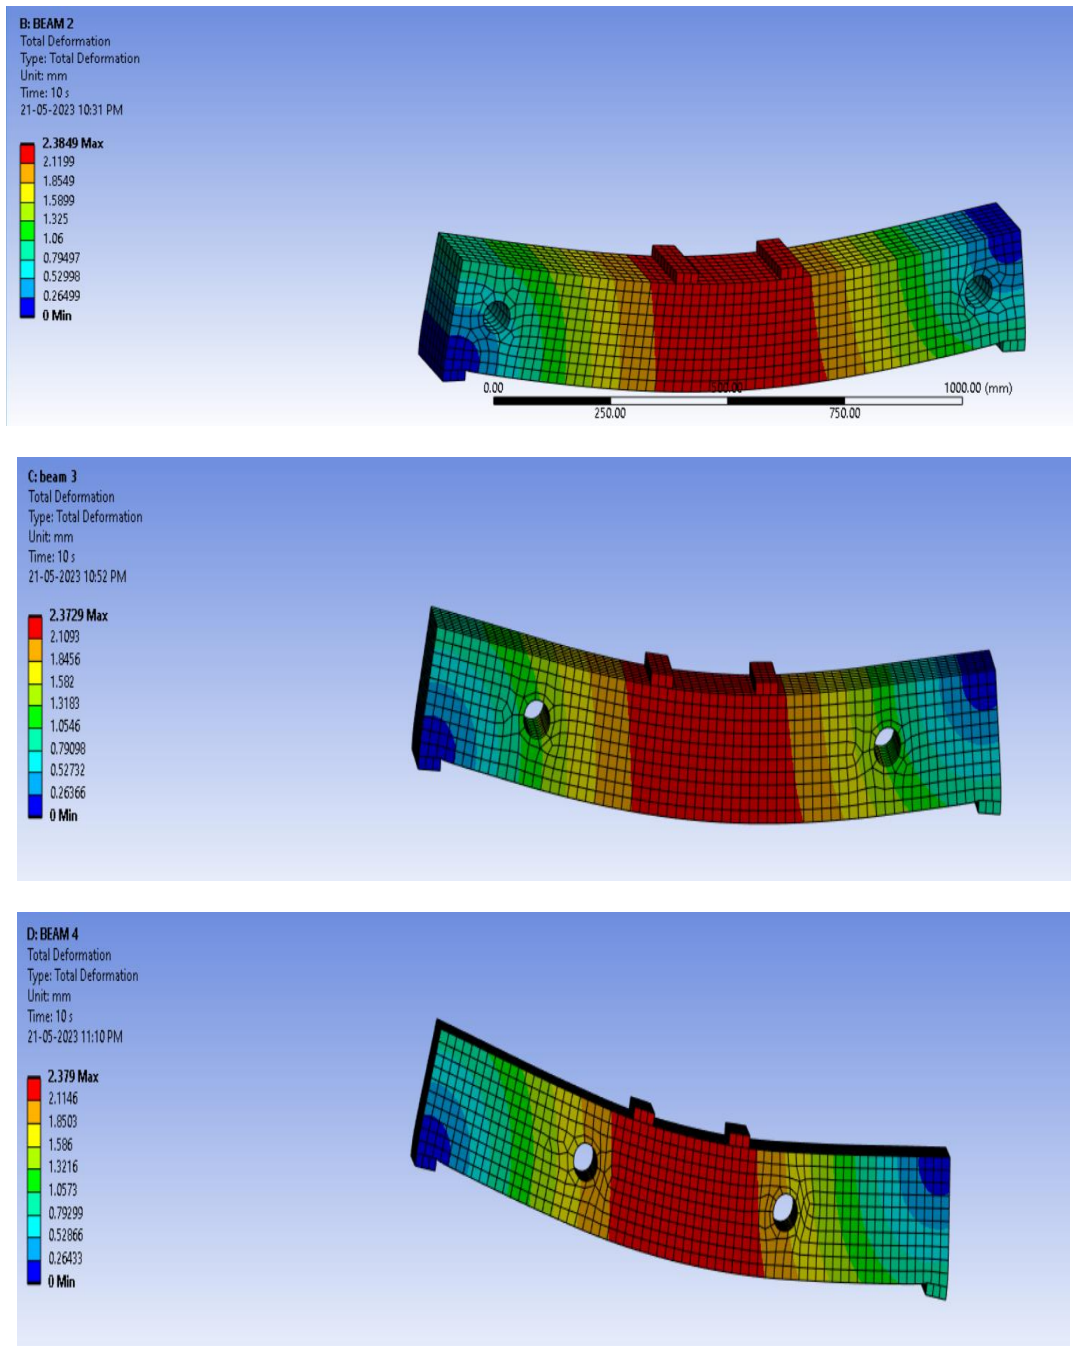 B: BEAM 2
Total Deformation
Type: Total Deformation
Unit: mm
Time: 10 s
21-05-2023 10:31 PM
2.3849 Max
2.1199
1.8549
1.5899
1.325
1.06
0.79497
0.52998
0.26499
0 Min
0.00
500.00
1000.00 (mm)
250.00
750.00
C: beam 3
Total Deformation
Type: Total Deformation
Unit: mm
Time: 10 s
21-05-2023 10:52 PM
2.3729 Max
2.1093
1.8456
1.582
1.3183
1.0546
0.79098
0.52732
0.26366
0 Min
D: BEAM 4
Total Deformation
Type: Total Deformation
Unit: mm
Time: 10 s
21-05-2023 11:10 PM
2.379 Max
2.1146
1.8503
1.586
1.3216
1.0573
0.79299
0.52866
0.26433
0 Min